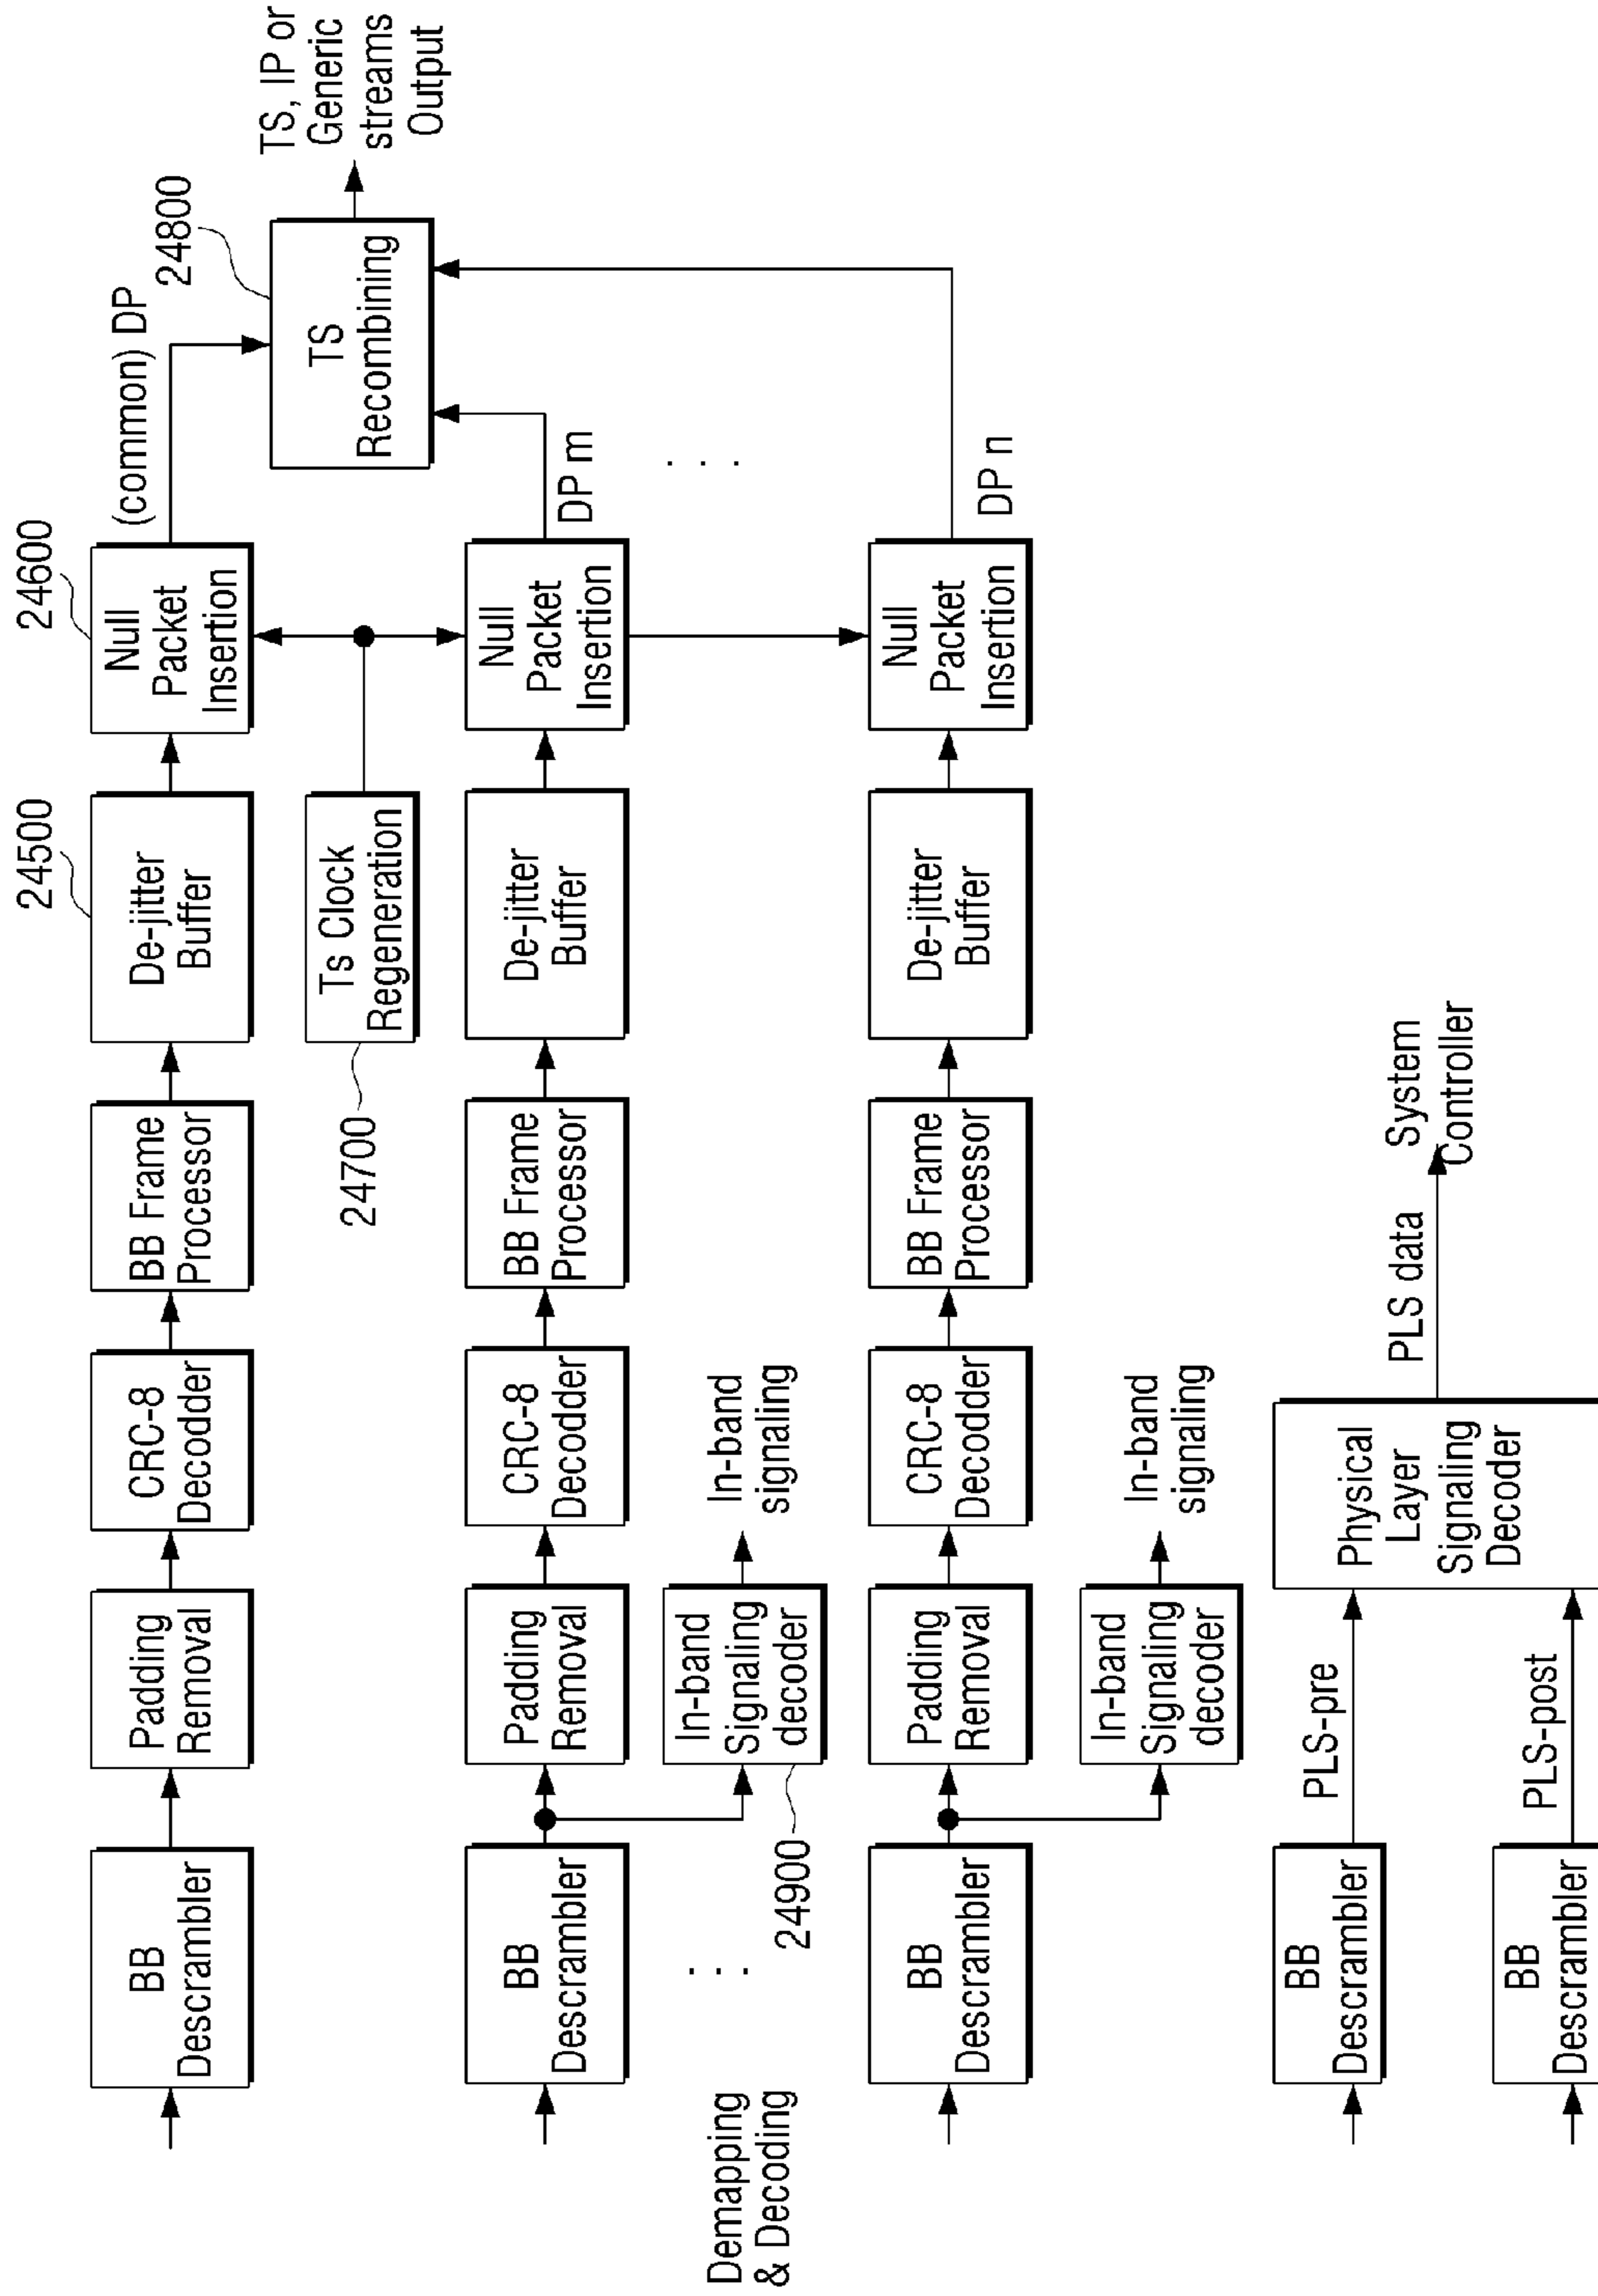 BB
Descrambler
Padding
Removal
CRC-8
Decodder
BB Frame
Processor
24500
De-jitter
Buffer
24600
Null
Packet
Insertion
(common) DP
24800
TS
Recombining
TS, IP or
Generic
streams
Output
24700
Ts Clock
Regeneration
BB
Descrambler
Padding
Removal
CRC-8
Decodder
BB Frame
Processor
De-jitter
Buffer
Null
Packet
Insertion
DP m
. . .
24900
In-band
Signaling
decoder
In-band
signaling
. . .
Demapping
& Decoding
BB
Descrambler
Padding
Removal
CRC-8
Decodder
BB Frame
Processor
De-jitter
Buffer
Null
Packet
Insertion
DP n
In-band
Signaling
decoder
In-band
signaling
BB
Descrambler
PLS-pre
Physical
Layer
Signaling
Decoder
PLS data
System
Controller
BB
Descrambler
PLS-post